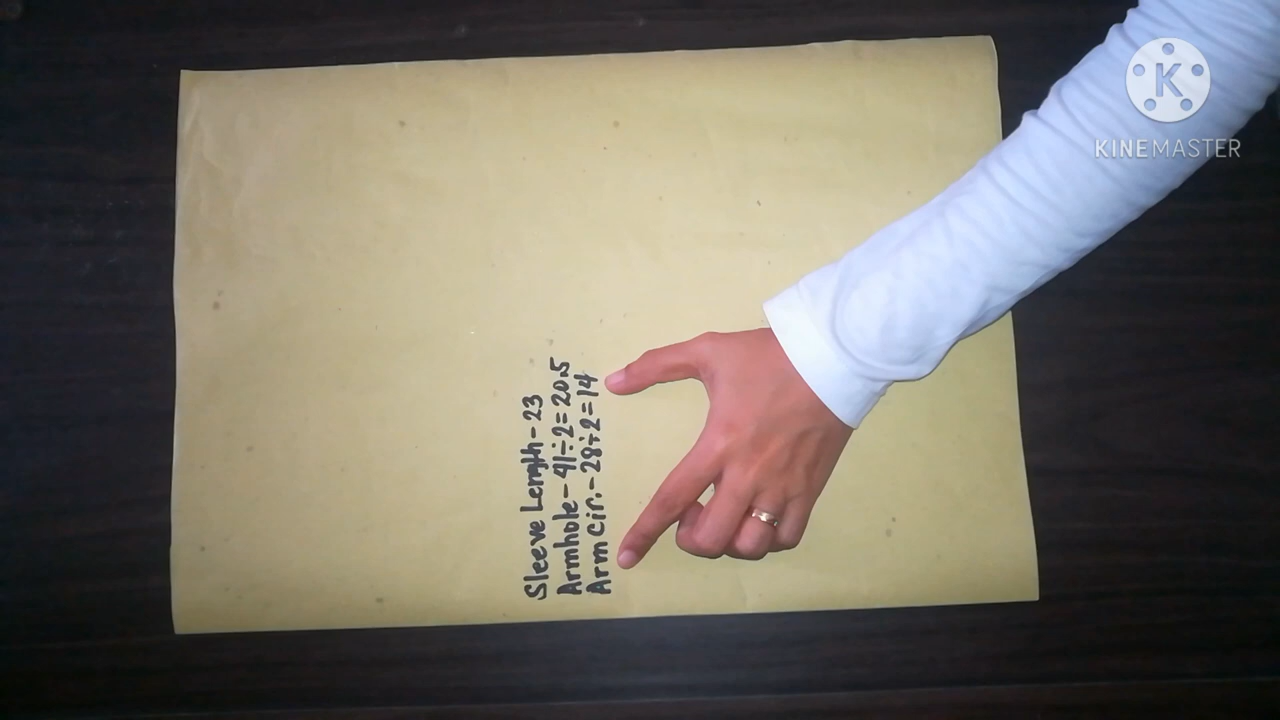 Sleeve Length - 23
Armhole - 41÷2=20.5
Arm cir. - 28÷2=14
K
KINEMASTER